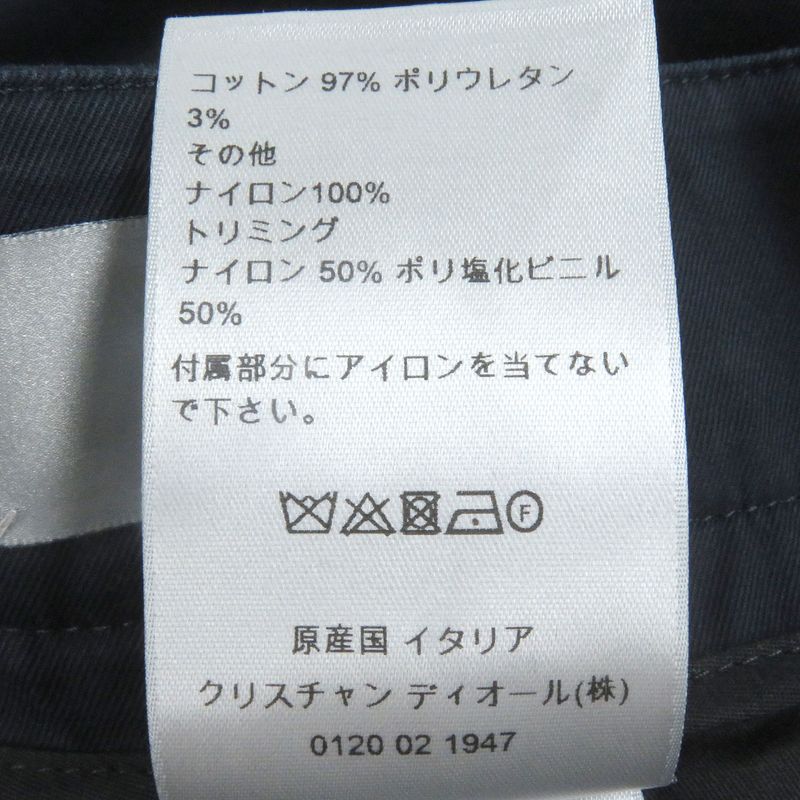 コットン 97% ポリウレタン
3%
その他
ナイロン100%
トリミング
ナイロン 50% ポリ塩化ビニル
50%
付属部分にアイロンを当てない
で下さい。
F
原産国 イタリア
クリスチャン ディオール(株)
0120 02 1947